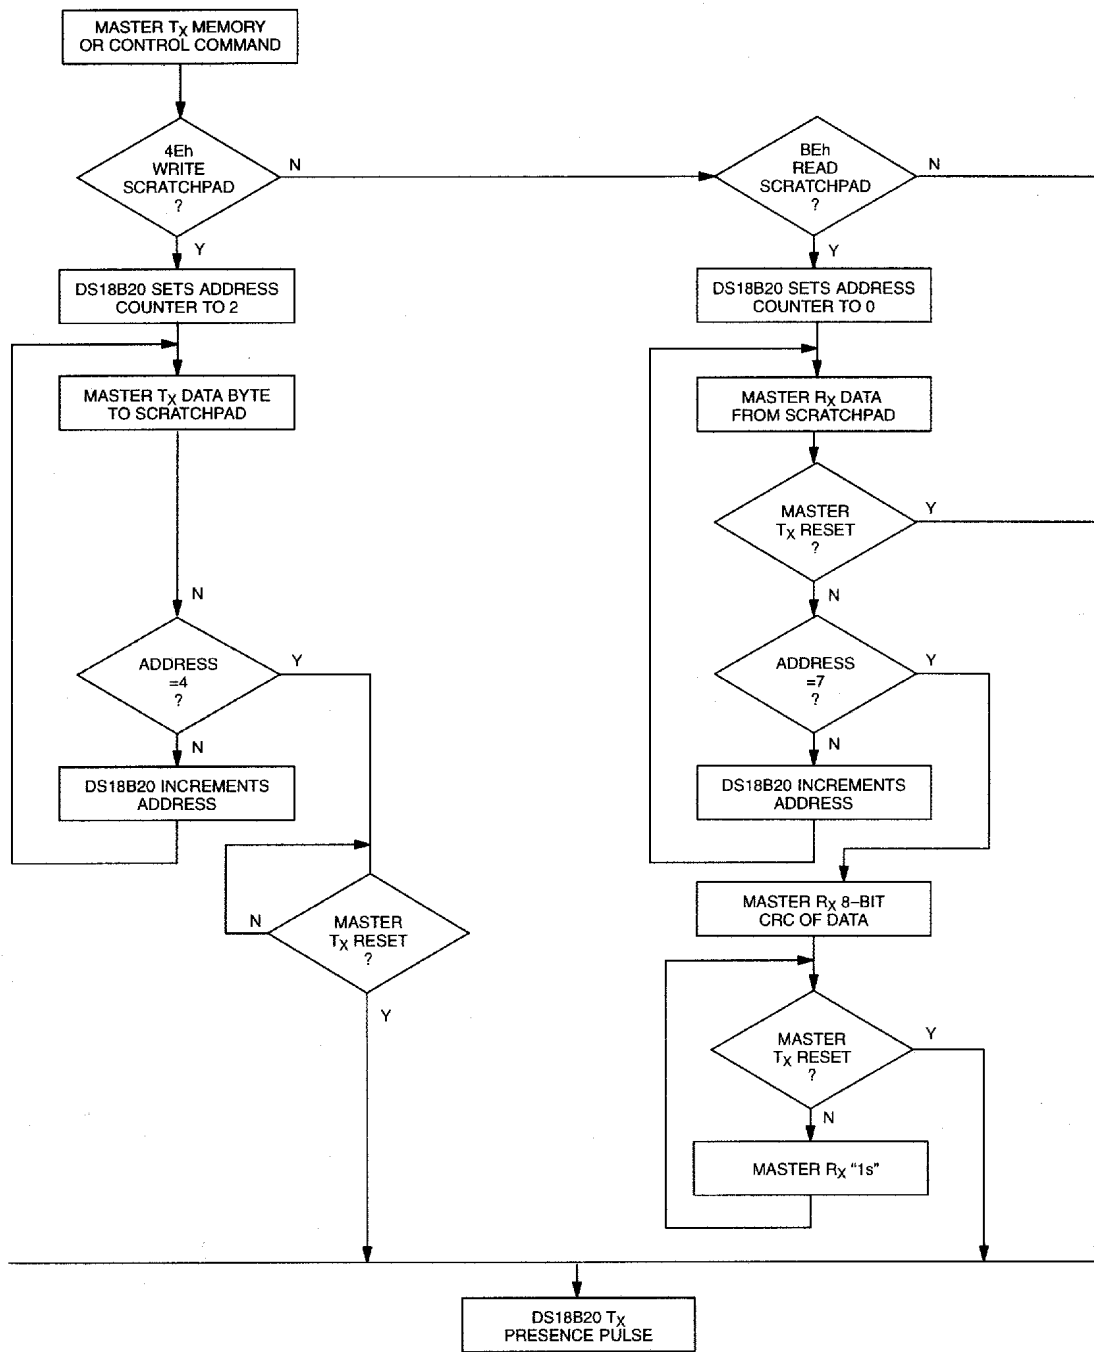 MASTER TX MEMORY
OR CONTROL COMMAND
4Eh
WRITE
SCRATCHPAD
?
N
Y
DS18B20 SETS ADDRESS
COUNTER TO 2
MASTER TX DATA BYTE
TO SCRATCHPAD
N
ADDRESS
=4
?
Y
N
DS18B20 INCREMENTS
ADDRESS
MASTER
TX RESET
?
N
Y
BEh
READ
SCRATCHPAD
?
N
Y
DS18B20 SETS ADDRESS
COUNTER TO 0
MASTER RX DATA
FROM SCRATCHPAD
MASTER
TX RESET
?
Y
N
ADDRESS
=7
?
Y
N
DS18B20 INCREMENTS
ADDRESS
MASTER RX 8–BIT
CRC OF DATA
MASTER
TX RESET
?
Y
N
MASTER RX “1s”
DS18B20 TX
PRESENCE PULSE